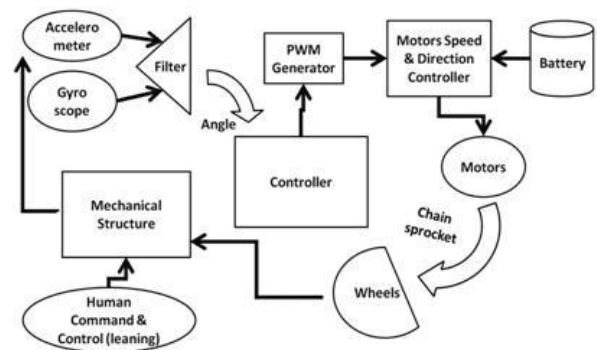 Accelero
meter
Gyro
scope
Filter
Angle
PWM
Generator
Motors Speed
& Direction
Controller
Battery
Controller
Motors
Chain
sprocket
Wheels
Mechanical
Structure
Human
Command &
Control (leaning)